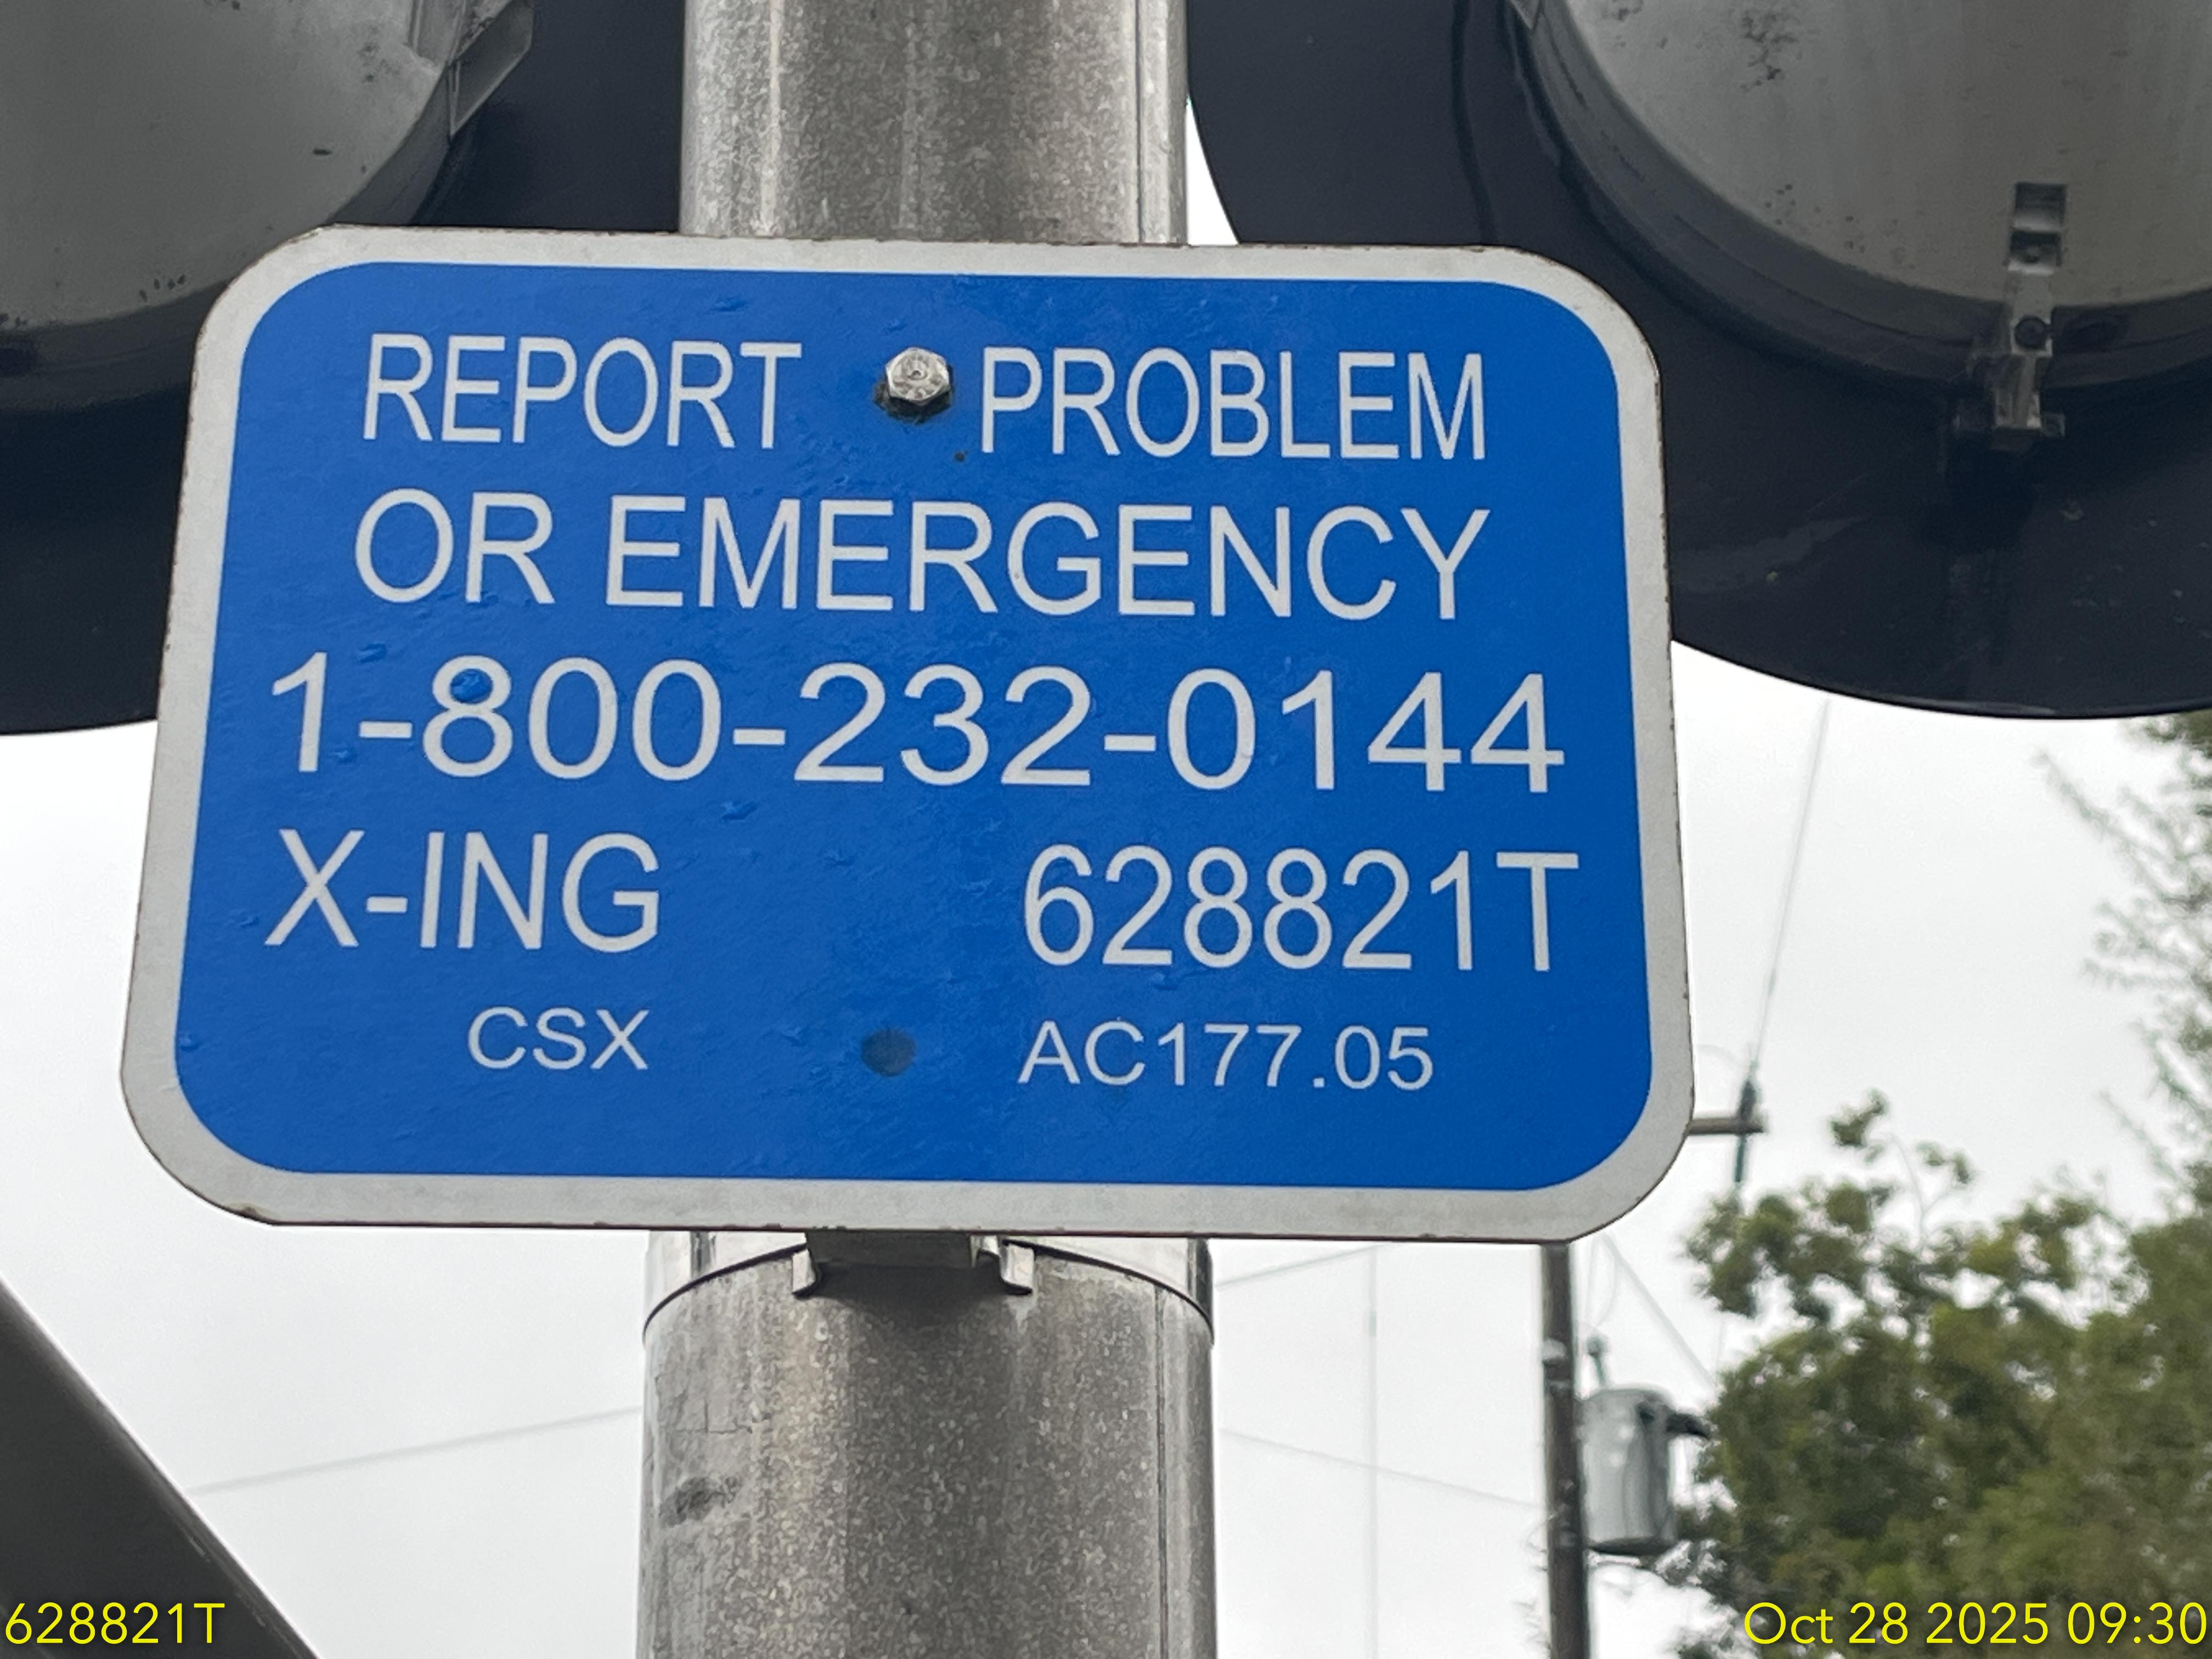 REPORT PROBLEM
OR EMERGENCY
1-800-232-0144
X-ING 628821T
CSX AC177.05
628821T Oct 28 2025 09:30